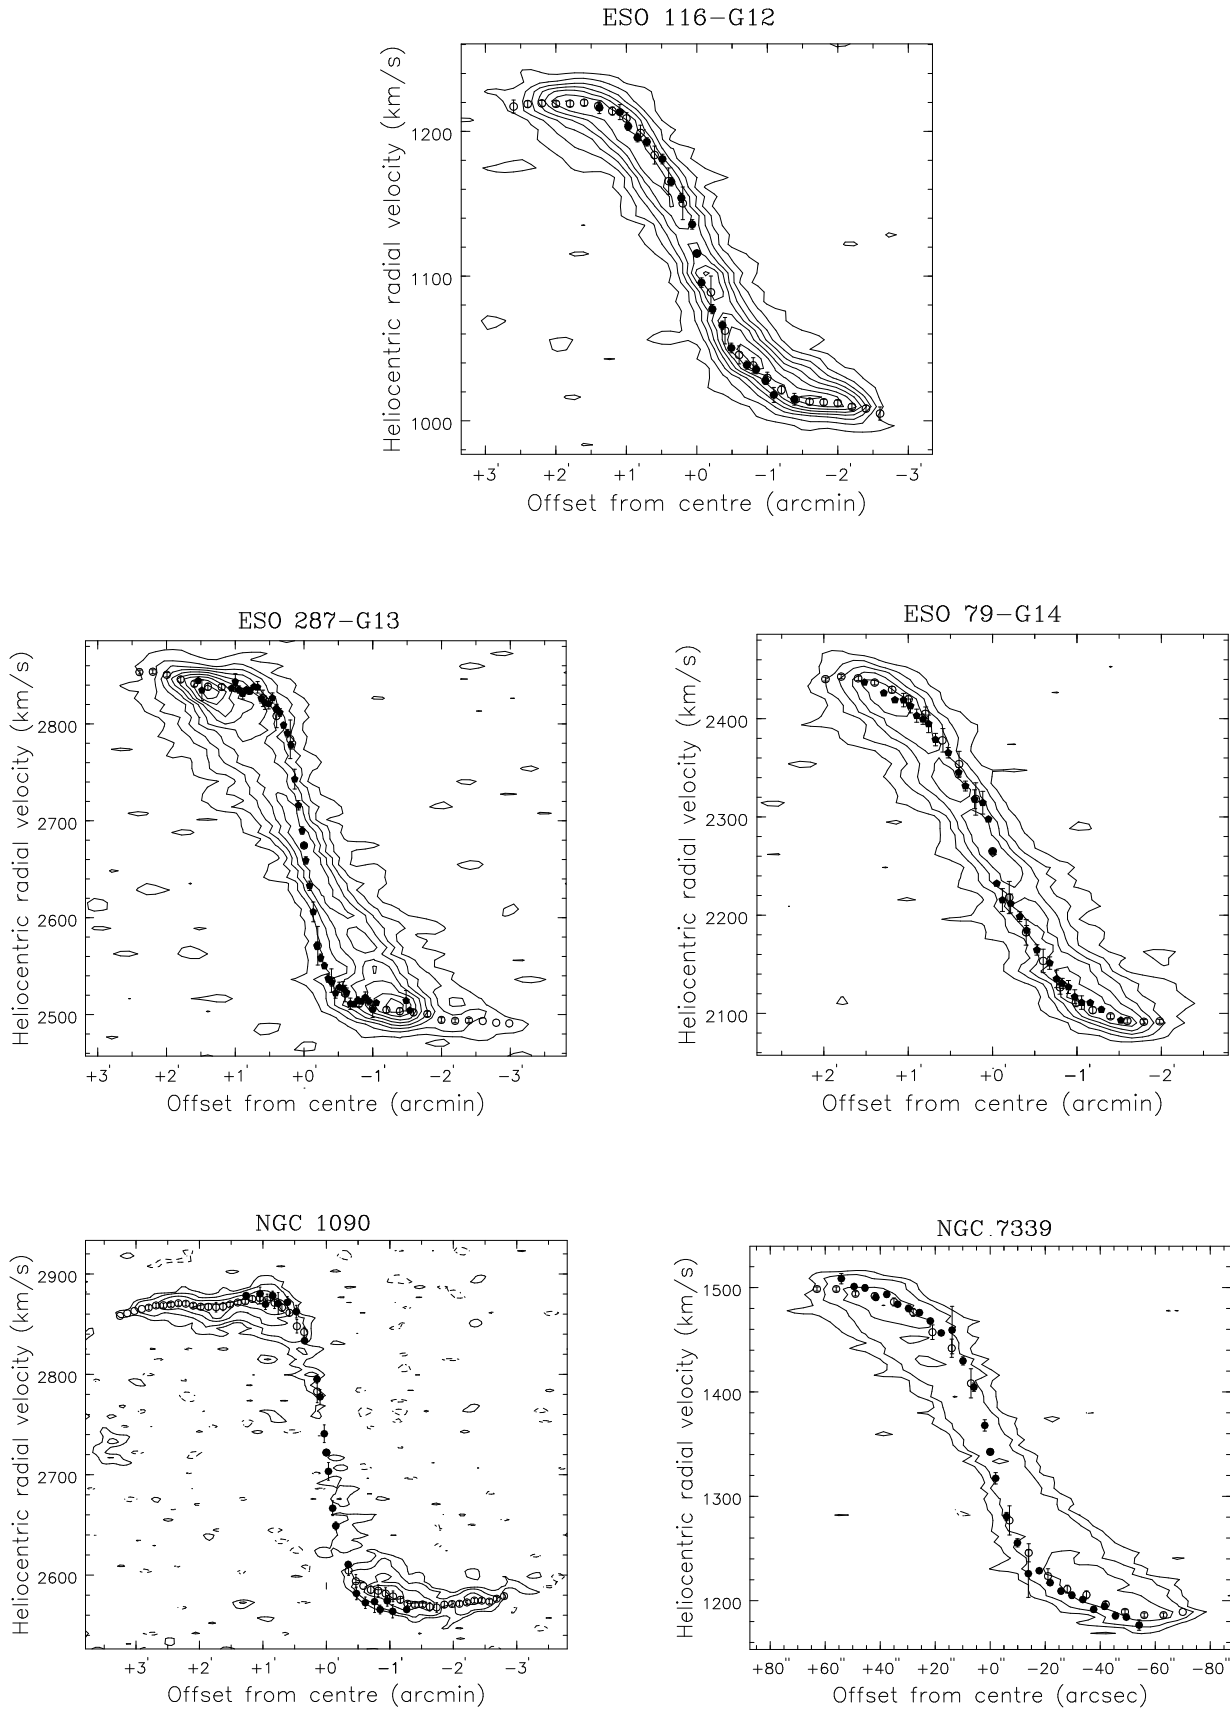 ESO 116-G12
Heliocentric radial velocity (km/s)
1200
1100
1000
+3' +2' +1' +0' -1' -2' -3'
Offset from centre (arcmin)
ESO 287-G13
Heliocentric radial velocity (km/s)
2800
2700
2600
2500
+3' +2' +1' +0' -1' -2' -3'
Offset from centre (arcmin)
ESO 79-G14
Heliocentric radial velocity (km/s)
2400
2300
2200
2100
+2' +1' +0' -1' -2'
Offset from centre (arcmin)
NGC 1090
Heliocentric radial velocity (km/s)
2900
2800
2700
2600
+3' +2' +1' +0' -1' -2' -3'
Offset from centre (arcmin)
NGC 7339
Heliocentric radial velocity (km/s)
1500
1400
1300
1200
+80" +60" +40" +20" +0" -20" -40" -60" -80"
Offset from centre (arcsec)